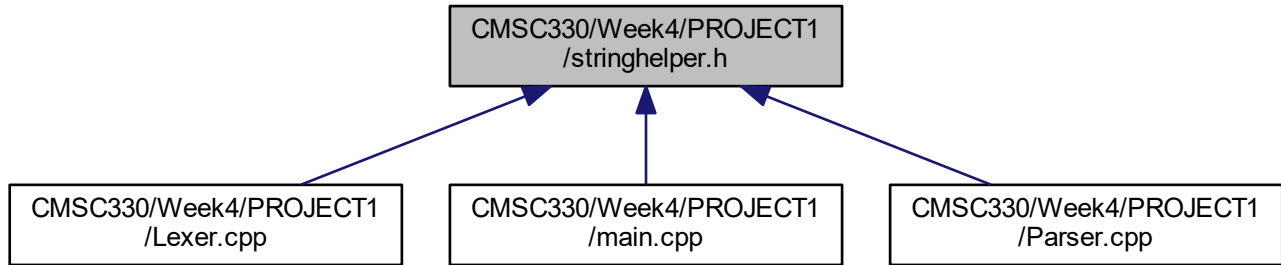 CMSC330/Week4/PROJECT1
/stringhelper.h
CMSC330/Week4/PROJECT1
/Lexer.cpp
CMSC330/Week4/PROJECT1
/main.cpp
CMSC330/Week4/PROJECT1
/Parser.cpp